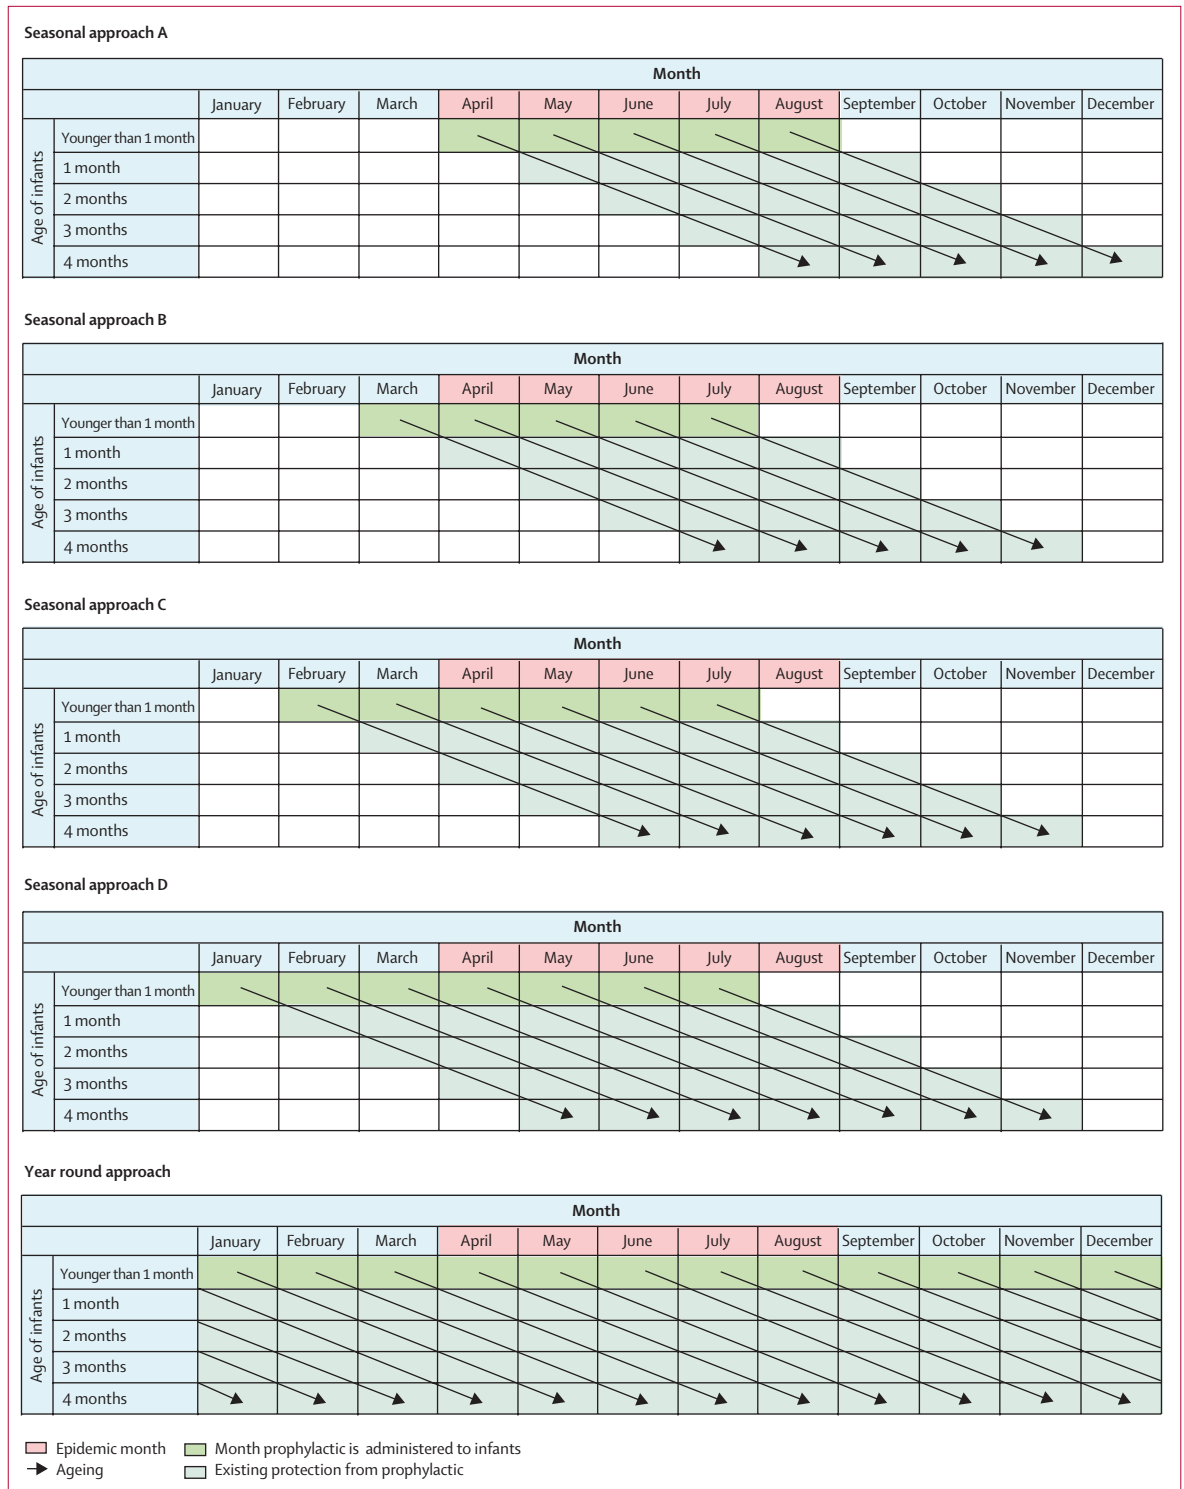 Seasonal approach A
Month
January February March April May June July August September October November December
Age of infants
Younger than 1 month
1 month
2 months
3 months
4 months
Seasonal approach B
Month
January February March April May June July August September October November December
Age of infants
Younger than 1 month
1 month
2 months
3 months
4 months
Seasonal approach C
Month
January February March April May June July August September October November December
Age of infants
Younger than 1 month
1 month
2 months
3 months
4 months
Seasonal approach D
Month
January February March April May June July August September October November December
Age of infants
Younger than 1 month
1 month
2 months
3 months
4 months
Year round approach
Month
January February March April May June July August September October November December
Age of infants
Younger than 1 month
1 month
2 months
3 months
4 months
Epidemic month Month prophylactic is administered to infants
Ageing Existing protection from prophylactic